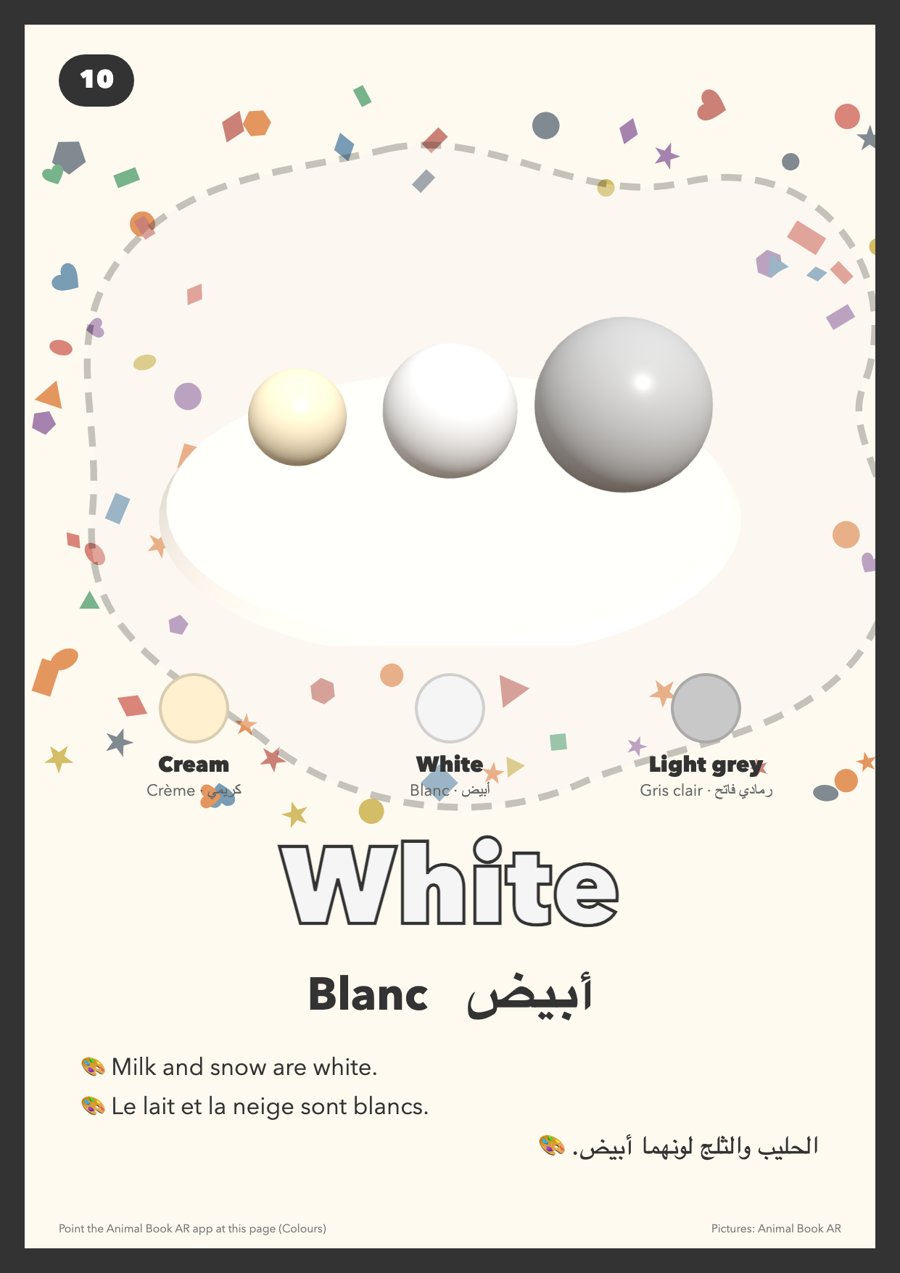 10
Cream
Crème · كريمي
White
Blanc · أبيض
Light grey
Gris clair · رمادي فاتح
White
Blanc أبيض
Milk and snow are white.
Le lait et la neige sont blancs.
الحليب والثلج لونهما أبيض.
Point the Animal Book AR app at this page (Colours)
Pictures: Animal Book AR